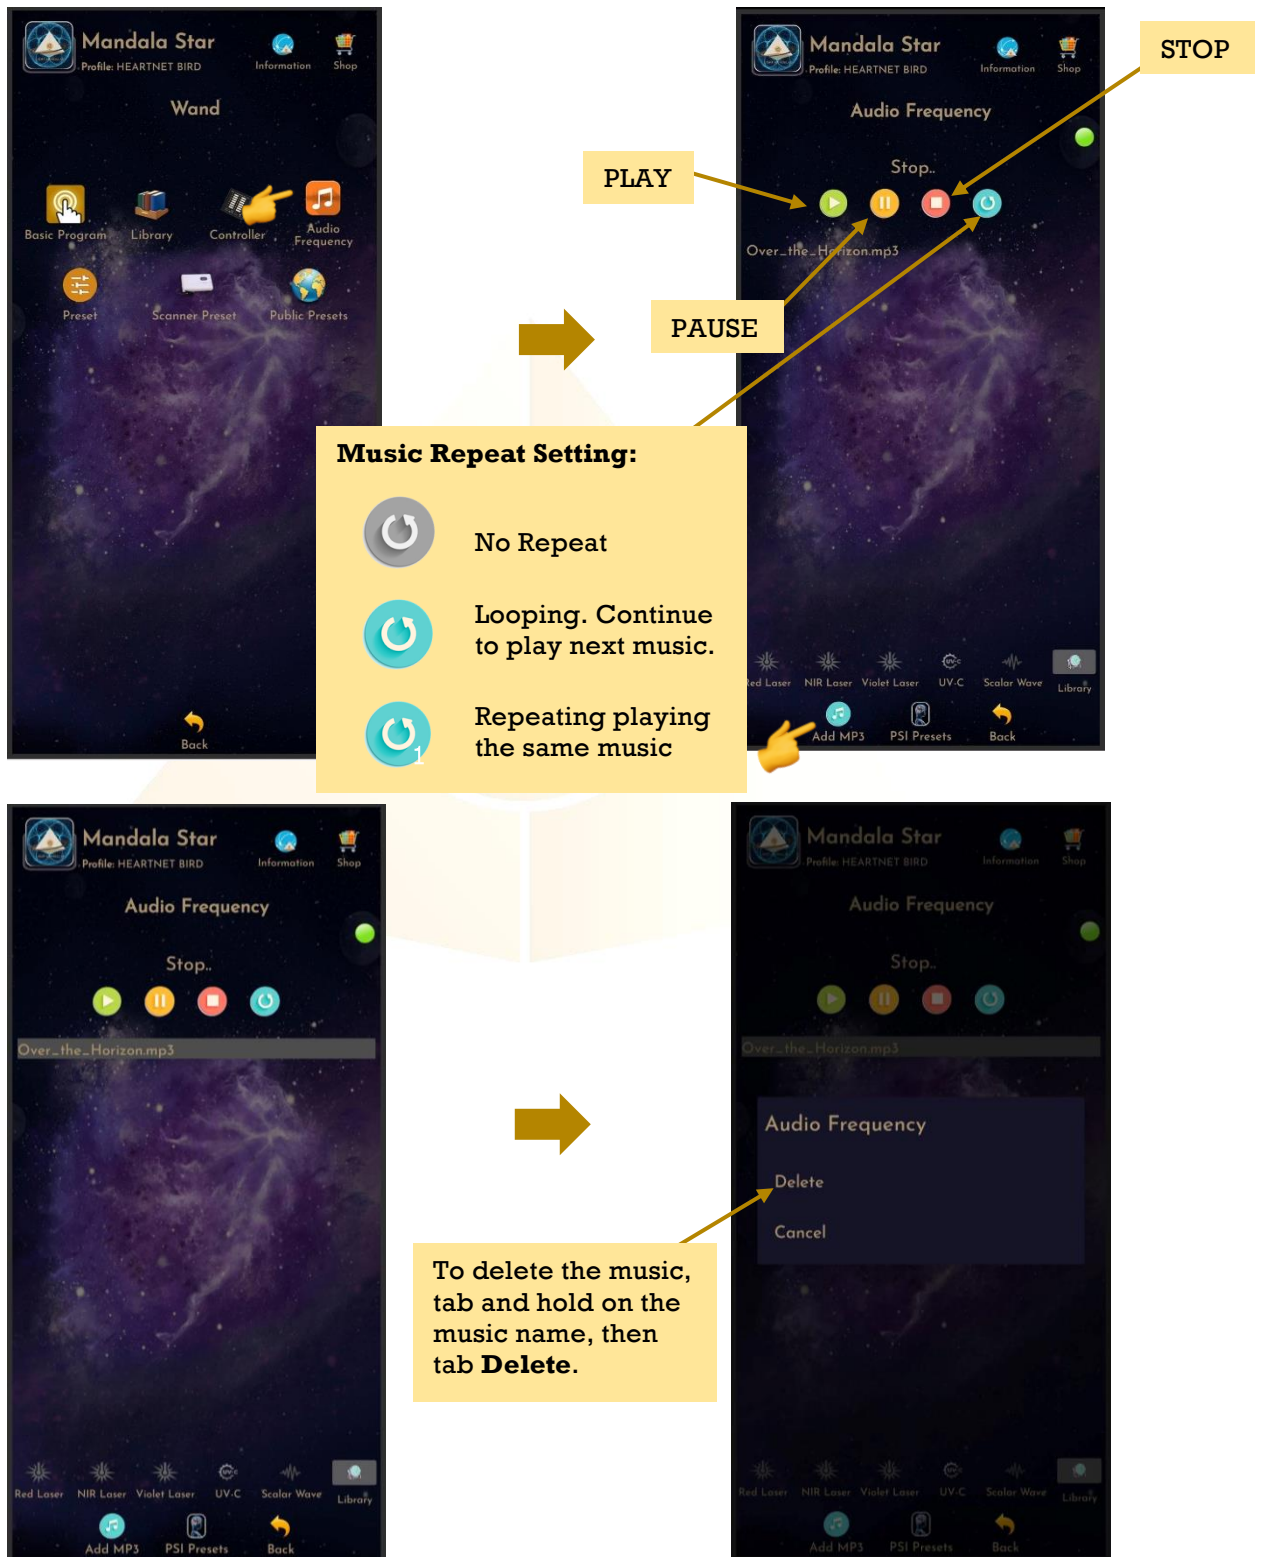 Mandala Star
Profile: HEARTNET BIRD
Information
Shop
Wand
Basic Program
Library
Controller
Audio
Frequency
Preset
Scanner Preset
Public Presets
Back
Mandala Star
Profile: HEARTNET BIRD
Information
Shop
Audio Frequency
Stop..
Over_the_Horizon.mp3
Red Laser
NIR Laser
Violet Laser
UV-C
UV-C
Scalar Wave
Library
Add MP3
PSI Presets
Back
STOP
PLAY
PAUSE
Music Repeat Setting:
No Repeat
Looping. Continue
to play next music.
1
Repeating playing
the same music
Mandala Star
Profile: HEARTNET BIRD
Information
Shop
Audio Frequency
Stop..
Over_the_Horizon.mp3
Red Laser
NIR Laser
Violet Laser
UV-C
UV-C
Scalar Wave
Library
Add MP3
PSI Presets
Back
Mandala Star
Profile: HEARTNET BIRD
Information
Shop
Audio Frequency
Stop..
Over_the_Horizon.mp3
Audio Frequency
Delete
Cancel
Red Laser
NIR Laser
Violet Laser
UV-C
UV-C
Scalar Wave
Library
Add MP3
PSI Presets
Back
To delete the music,
tab and hold on the
music name, then
tab Delete.